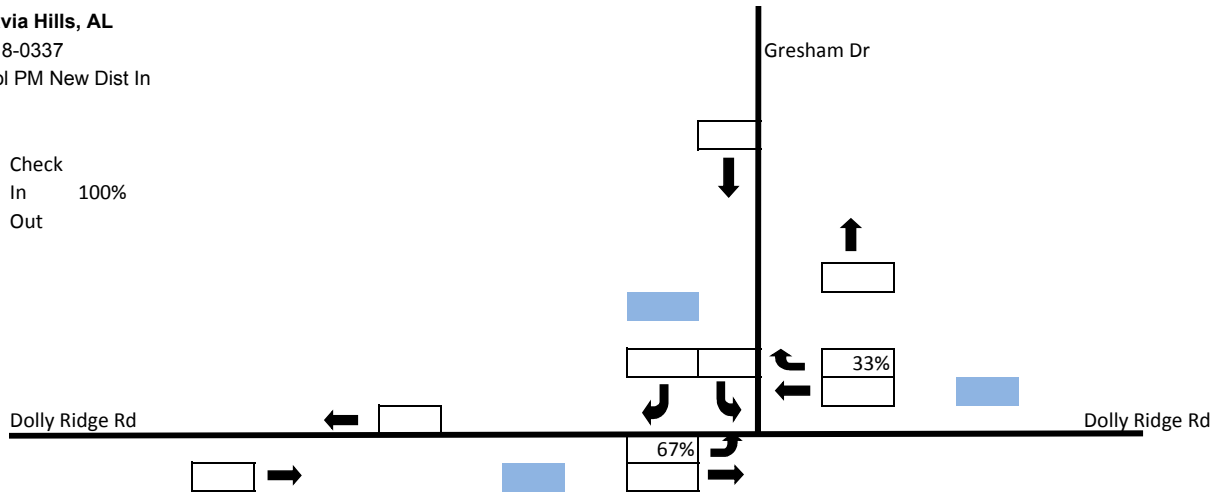 via Hills, AL
8-0337
ol PM New Dist In
Gresham Dr
Check
In 100%
Out
33%
Dolly Ridge Rd
Dolly Ridge Rd
67%